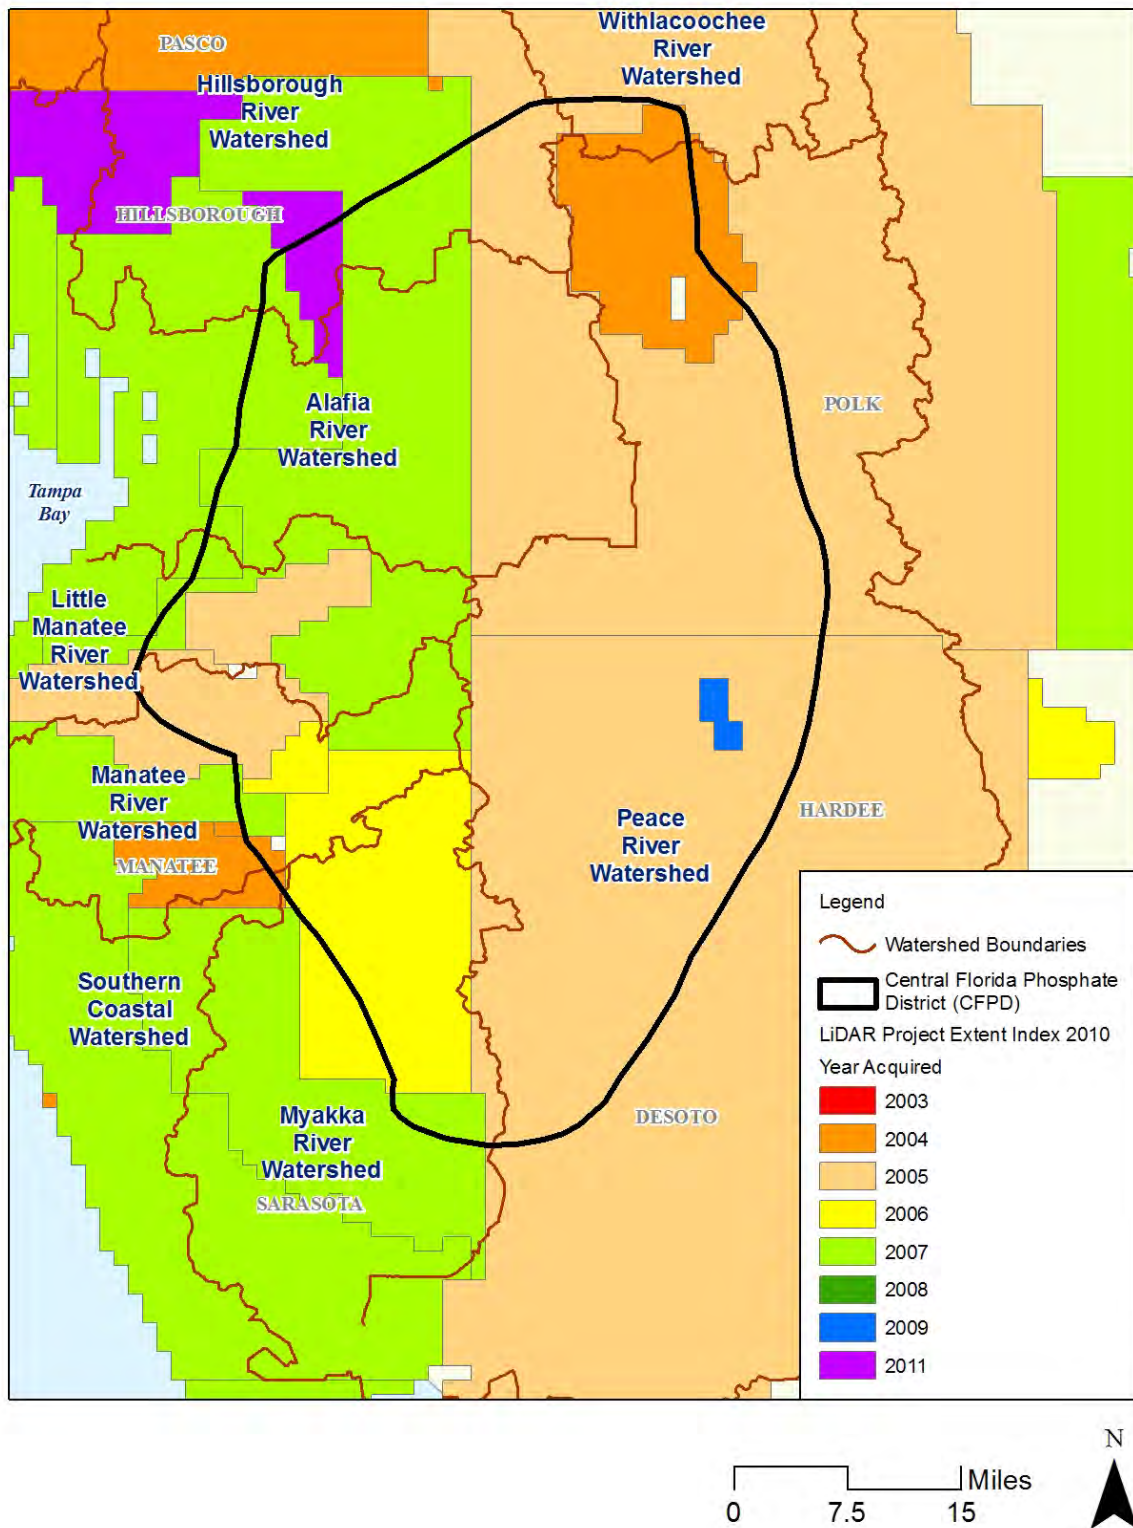 Withlacoochee
River
Watershed
PASCO
Hillsborough
River
Watershed
HILLSBOROUGH
Alafia
River
Watershed
POLK
Tampa
Bay
Little
Manatee
River
Watershed
Manatee
River
Watershed
MANATEE
HARDEE
Peace
River
Watershed
Southern
Coastal
Watershed
Myakka
River
Watershed
SARASOTA
DESOTO
Legend
Watershed Boundaries
Central Florida Phosphate
District (CFPD)
LiDAR Project Extent Index 2010
Year Acquired
2003
2004
2005
2006
2007
2008
2009
2011
N
Miles
0 7.5 15